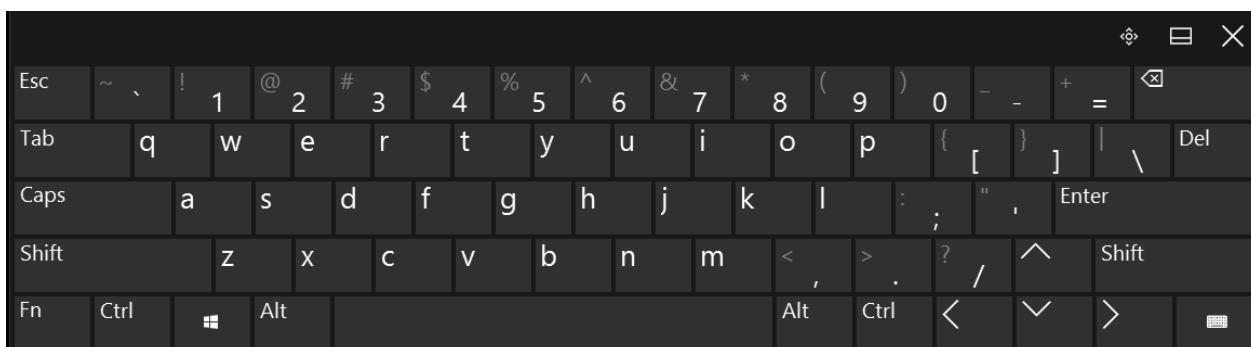 Esc ~ ` ! 1 @ 2 # 3 $ 4 % 5 ^ 6 & 7 * 8 ( 9 ) 0 _ - + =
Tab q w e r t y u i o p { [ } ] | \ Del
Caps a s d f g h j k l : ; " ' Enter
Shift z x c v b n m < , > . ? / Shift
Fn Ctrl Alt Alt Ctrl